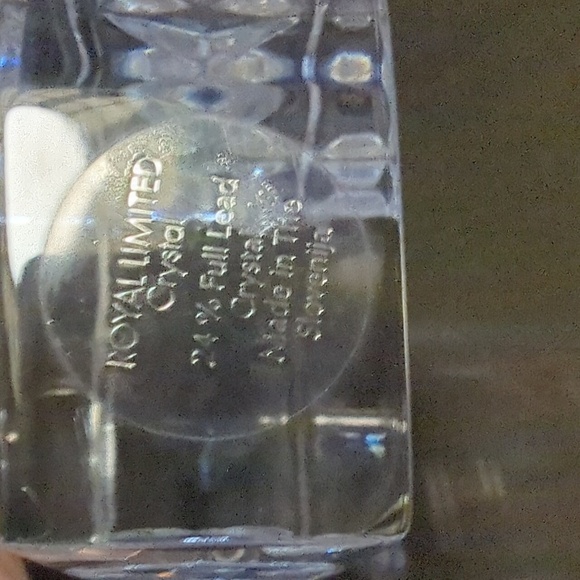 ROYAL LIMITED
Crystal
24 % Full Lead
Crystal
Made in The
Slovenija